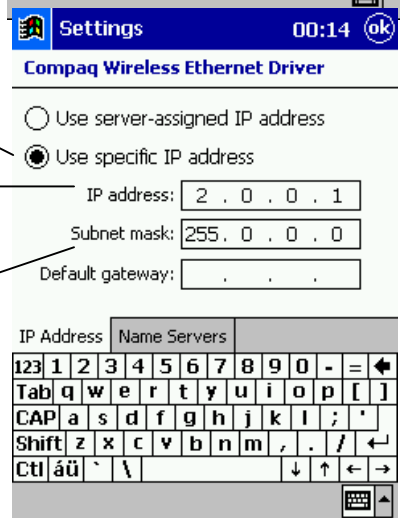 Settings 00:14 ok
Compaq Wireless Ethernet Driver
Use server-assigned IP address
Use specific IP address
IP address: 2 . 0 . 0 . 1
Subnet mask: 255 . 0 . 0 . 0
Default gateway: . . .
IP Address Name Servers
123 1 2 3 4 5 6 7 8 9 0 - = 
Tab q w e r t y u i o p [ ]
CAP a s d f g h j k l ; '
Shift z x c v b n m , . / ↵
Ctl áü ` \ ↓ ↑ ← →